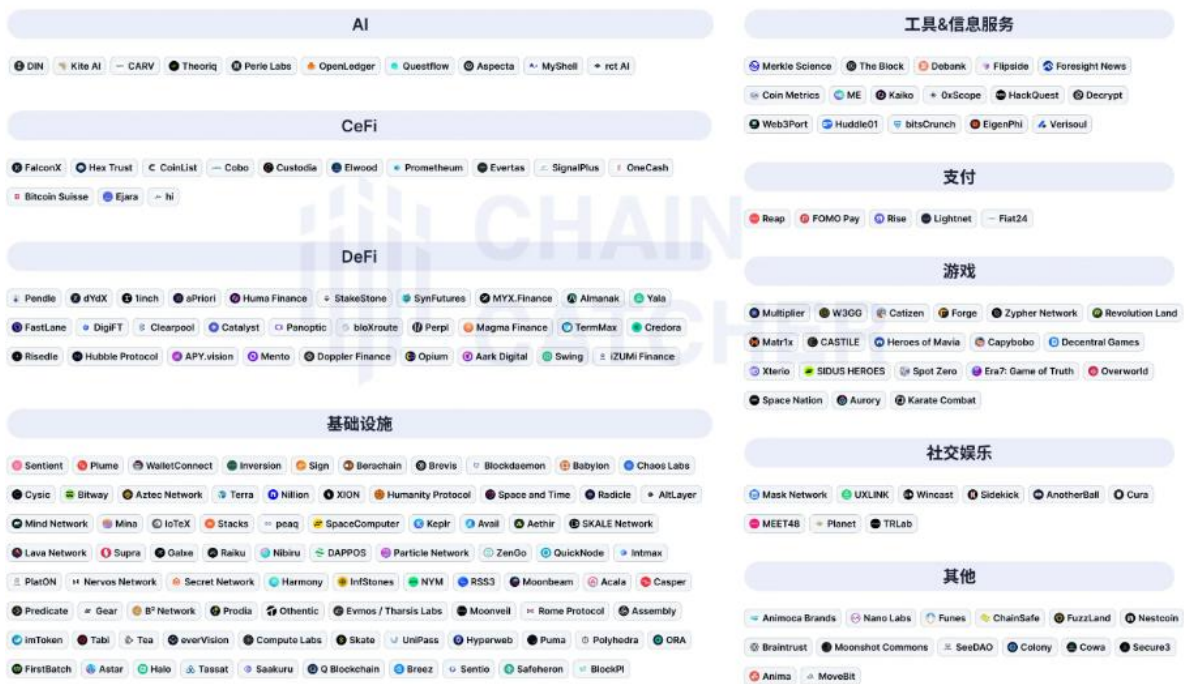 AI
DIN Kite AI CARV Theoriq Perle Labs OpenLedger Questflow Aspecta MyShell rct AI
CeFi
FalconX Hex Trust CoinList Cobo Custodia Elwood Prometheum Evertas SignalPlus OneCash
Bitcoin Suisse Ejara hi
DeFi
Pendle dYdX 1inch aPriori Huma Finance StakeStone SynFutures MYX.Finance Almanak Yala
FastLane DigiFT Clearpool Catalyst Panoptic bloXroute Perpl Magma Finance TermMax Credora
Risedle Hubble Protocol APY.vision Mento Doppler Finance Opium Aark Digital Swing iZUMi Finance
基础设施
Sentient Plume WalletConnect Inversion Sign Berachain Brevis Blockdaemon Babylon Chaos Labs
Cysic Bitway Aztec Network Terra Nillion XION Humanity Protocol Space and Time Radicle AltLayer
Mind Network Mina IoTeX Stacks peaq SpaceComputer Keplr Avail Aethir SKALE Network
Lava Network Supra Galxe Raiku Nibiru DAPPOS Particle Network ZenGo QuickNode Intmax
PlatON Nervos Network Secret Network Harmony InfStones NYM RSS3 Moonbeam Acala Casper
Predicate Gear B² Network Prodia Othentic Evmos / Tharsis Labs Moonveil Rome Protocol Assembly
imToken Tabi Tea everVision Compute Labs Skate UniPass Hyperweb Puma Polyhedra ORA
FirstBatch Astar Halo Tassat Saakuru Q Blockchain Breez Sentio Safeheron BlockPI
工具&信息服务
Merkle Science The Block Debank Flipside Foresight News
Coin Metrics ME Kaiko 0xScope HackQuest Decrypt
Web3Port Huddle01 bitsCrunch EigenPhi Verisoul
支付
Reap FOMO Pay Rise Lightnet Fiat24
游戏
Multiplier W3GG Catizen Forge Zypher Network Revolution Land
Matr1x CASTILE Heroes of Mavia Capybobo Decentral Games
Xterio SIDUS HEROES Spot Zero Era7: Game of Truth Overworld
Space Nation Aurory Karate Combat
社交娱乐
Mask Network UXLINK Wincast Sidekick AnotherBall Cura
MEET48 Planet TRLab
其他
Animoca Brands Nano Labs Funes ChainSafe FuzzLand Nestcoin
Braintrust Moonshot Commons SeeDAO Colony Cowa Secure3
Anima MoveBit
CHAIN
CATCHER